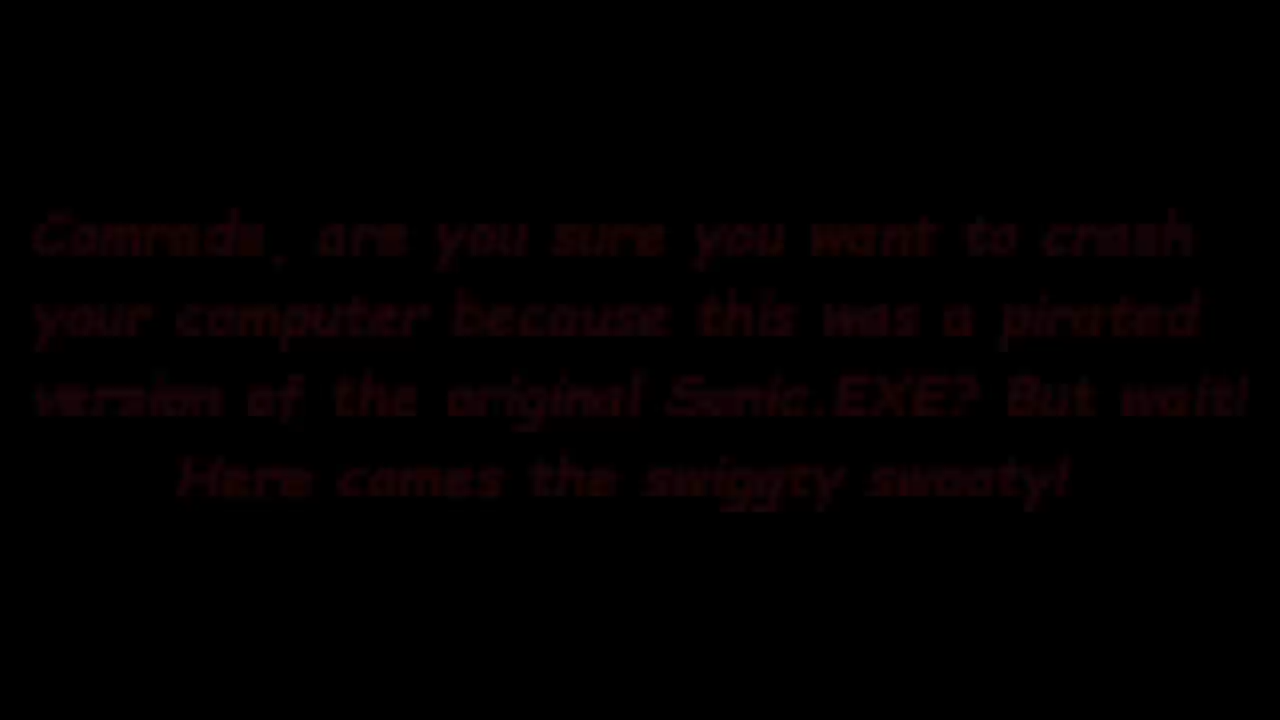 Comrade, are you sure you want to crash
your computer because this was a pirated
version of the original Sonic.EXE? But wait!
Here comes the swiggty swooty!